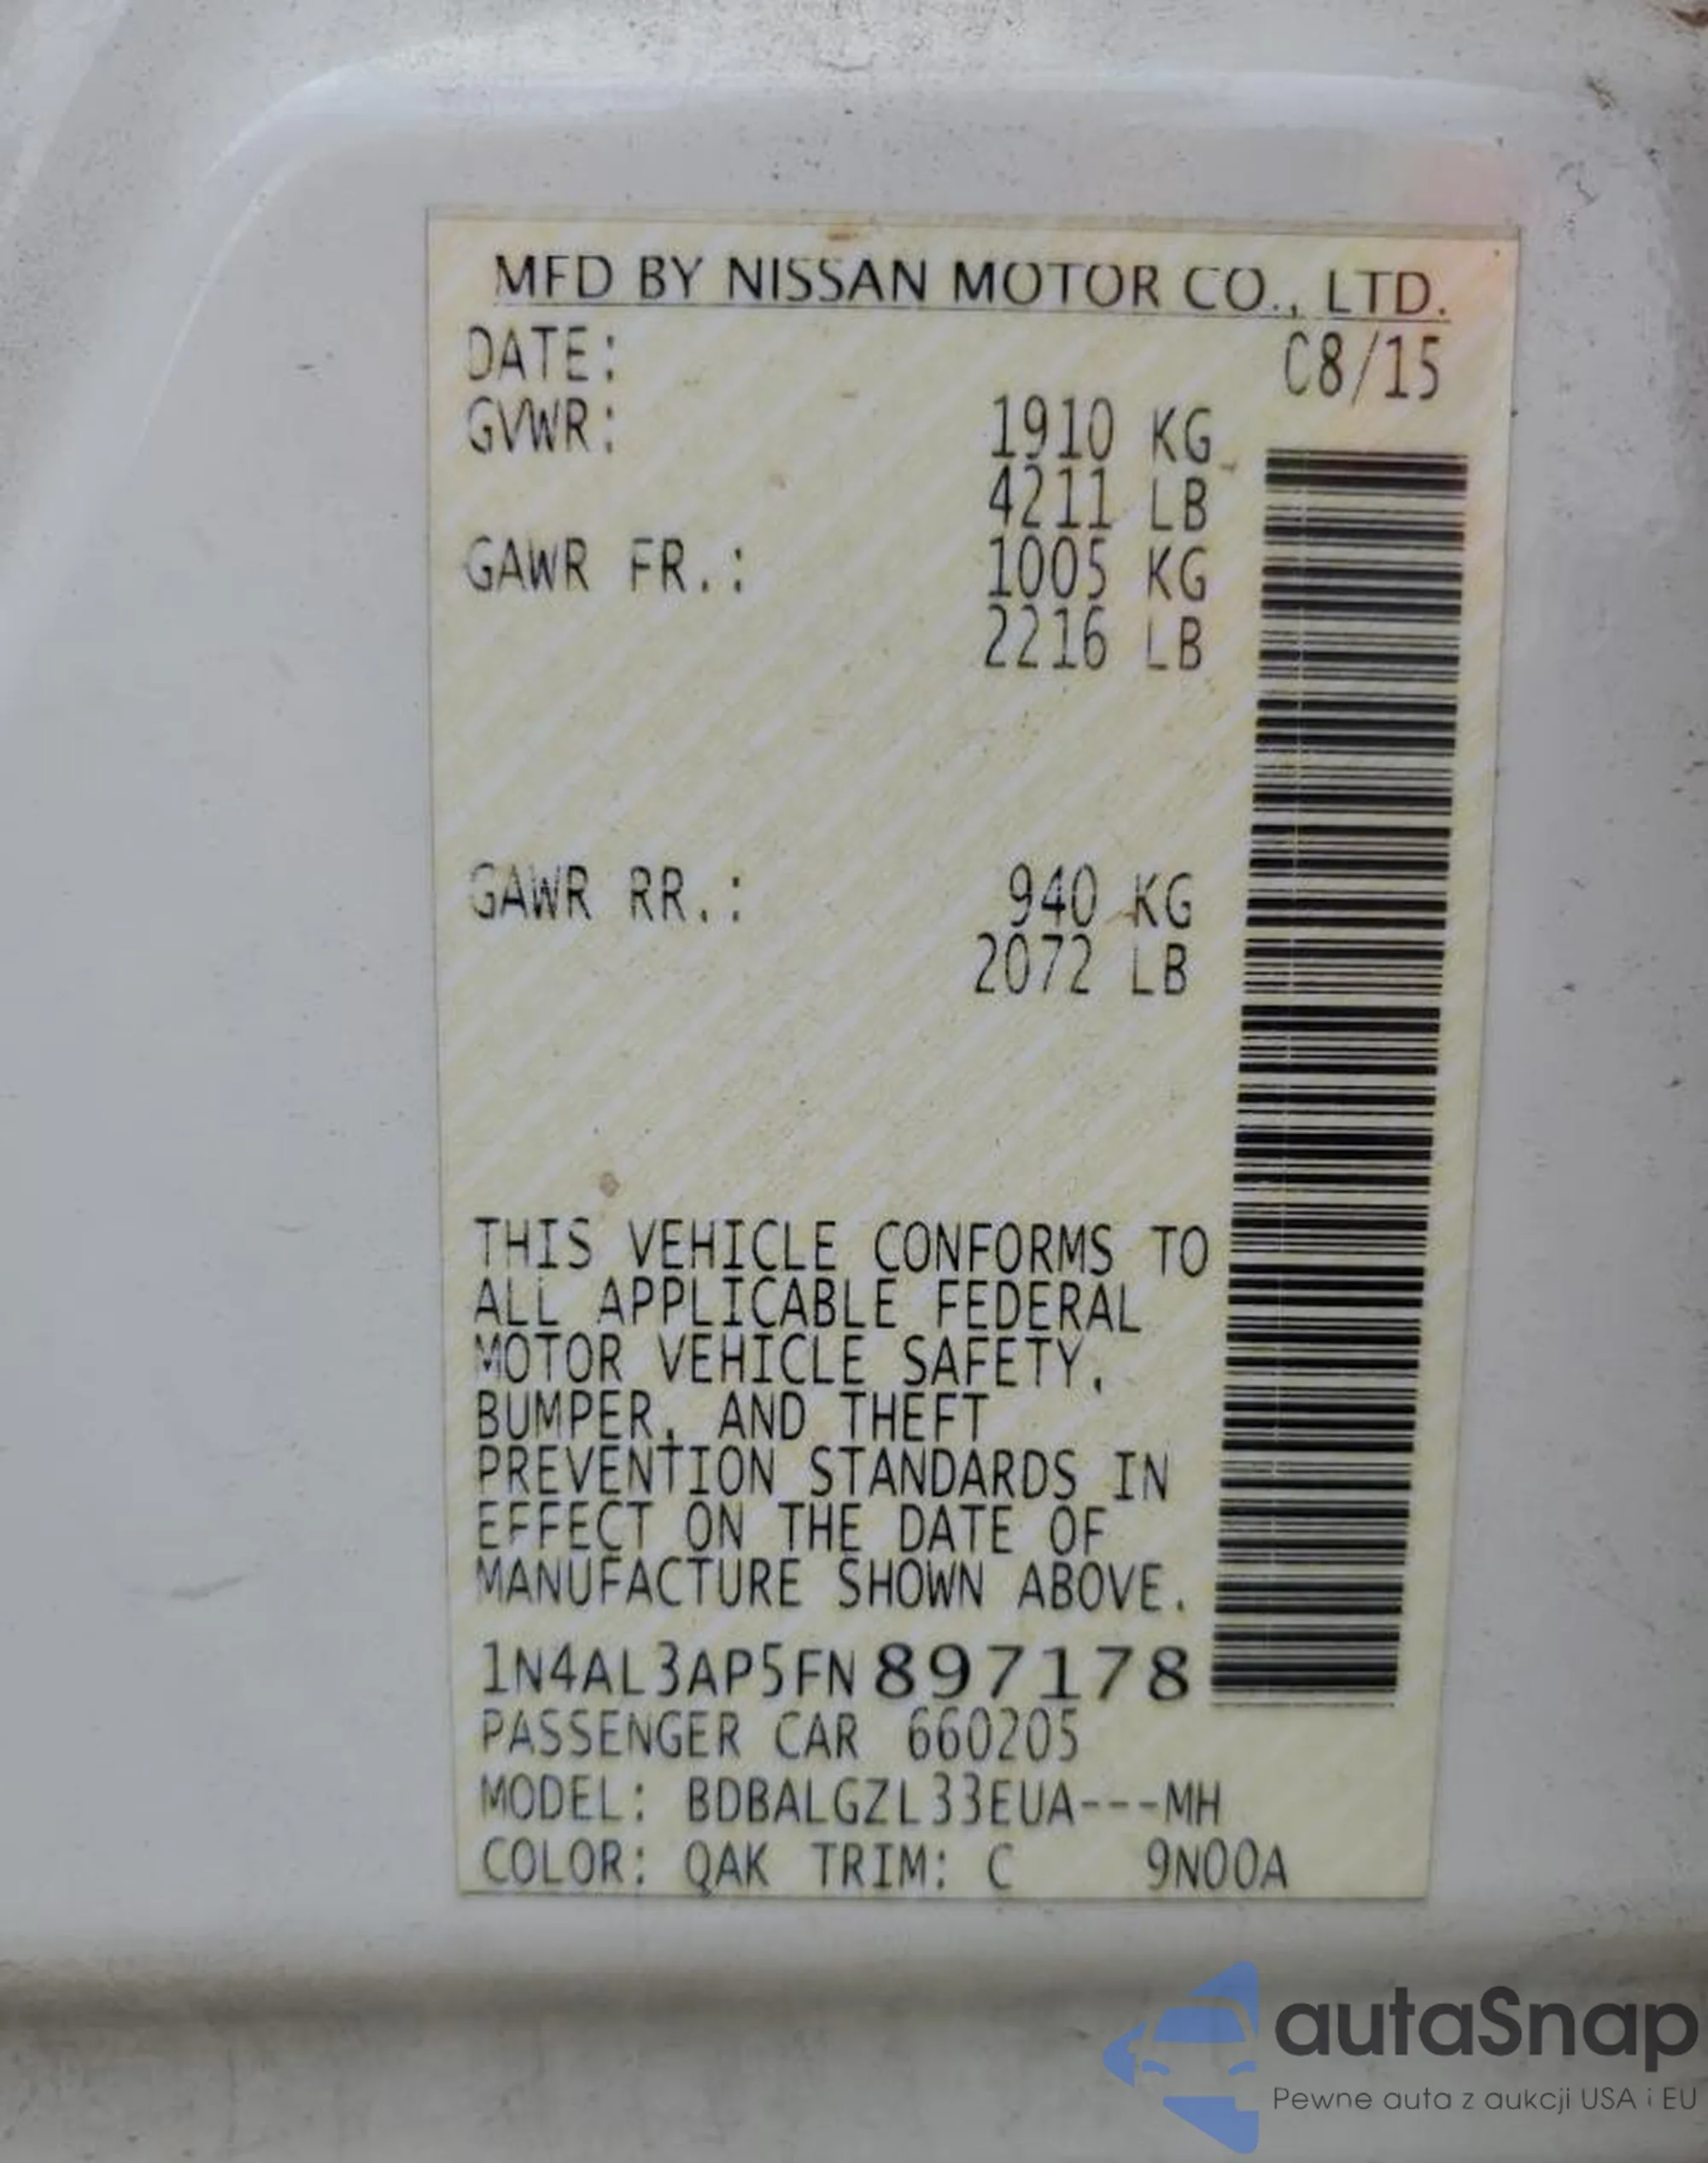 MFD BY NISSAN MOTOR CO., LTD.
DATE: 08/15
GVWR: 1910 KG
4211 LB
GAWR FR.: 1005 KG
2216 LB
GAWR RR.: 940 KG
2072 LB
THIS VEHICLE CONFORMS TO
ALL APPLICABLE FEDERAL
MOTOR VEHICLE SAFETY,
BUMPER, AND THEFT
PREVENTION STANDARDS IN
EFFECT ON THE DATE OF
MANUFACTURE SHOWN ABOVE.
1N4AL3AP5FN897178
PASSENGER CAR 660205
MODEL: BDBALGZL33EUA---MH
COLOR: QAK TRIM: C 9N00A
autaSnap
Pewne auta z aukcji USA i EU